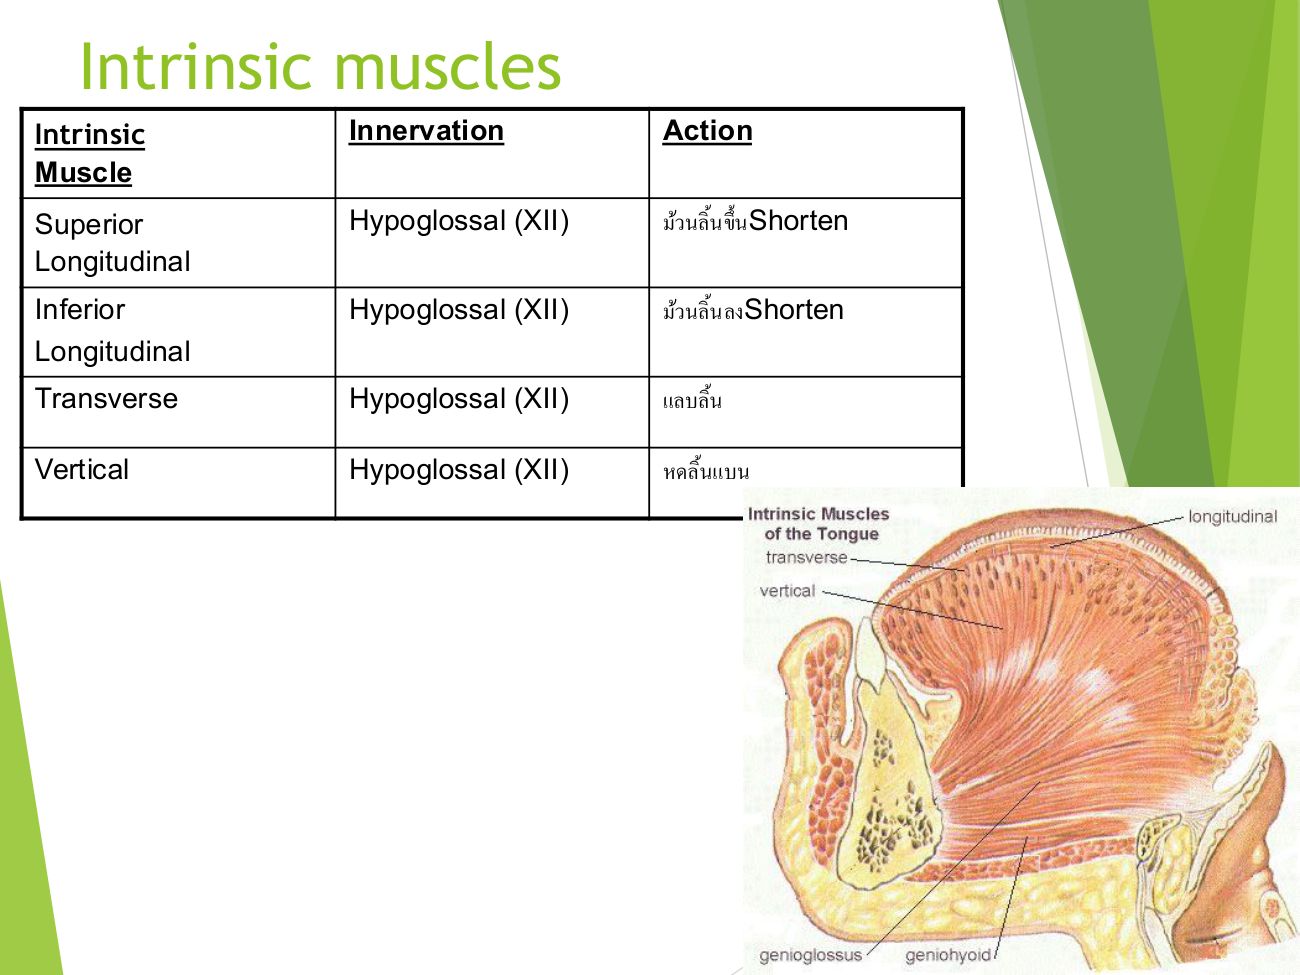 Intrinsic muscles
Intrinsic
Muscle
Innervation
Action
Superior
Longitudinal
Hypoglossal (XII)
ม้วนลิ้นขึ้นShorten
Inferior
Longitudinal
Hypoglossal (XII)
ม้วนลิ้นลงShorten
Transverse
Hypoglossal (XII)
แลบลิ้น
Vertical
Hypoglossal (XII)
หดลิ้นแบน
Intrinsic Muscles
of the Tongue
longitudinal
transverse
vertical
genioglossus
geniohyoid